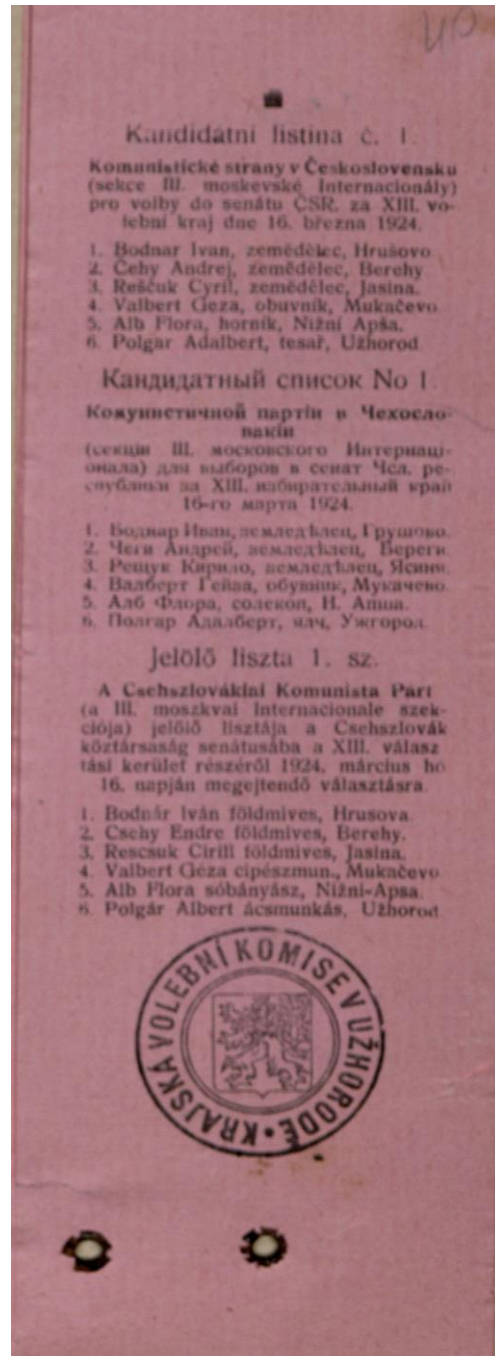 Kandidátní listina č. 1.
Komunistické strany v Československu
(sekce III. moskevské Internacionály)
pro volby do senátu ČSR. za XIII. vo-
lební kraj dne 16. března 1924.
1. Bodnar Ivan, zemědělec, Hrušovo.
2. Čehy Andrej, zemědělec, Berehy
3. Reščuk Cyril, zemědělec, Jasina.
4. Valbert Geza, obuvník, Mukačevo
5. Alb Flora, horník, Nižní Apša.
6. Polgar Adalbert, tesař, Užhorod.
Кандидатный список No 1.
Комунистичной партіи в Чехосло-
вакіи
(секціи III. московского Интернаці-
онала) для выборов в сенат Чсл. ре-
спублики за XIII. избирательный край
16-го марта 1924.
1. Боднар Иван, земледѣлец, Грушово.
2. Чеги Андрей, земледѣлец, Береги.
3. Рещук Кирило, земледѣлец, Ясиня.
4. Валберт Гейза, обувник, Мукачево.
5. Алб Флора, солекоп, Н. Апша.
6. Полгар Адалберт, Ужгород.
Jelölő liszta 1. sz.
A Csehszlovákiai Komunista Párt
(a III. moszkvai Internacionale szek-
ciója) jelölő lisztája a Csehszlovák
köztársaság senátusába a XIII. válasz
tási kerület részéről 1924, március hó
16. napján megejtendő választásra.
1. Bodnár Iván földmives, Hrusova.
2. Csehy Endre földmives, Berehy.
3. Rescsuk Cirill földmives, Jasina.
4. Valbert Géza cipészmun., Mukačevo
5. Alb Flora sóbányász, Nižni-Apsa.
6. Polgár Albert ácsmunkás, Užhorod
KRAJSKÁ VOLEBNÍ KOMISE V UŽHORODĚ